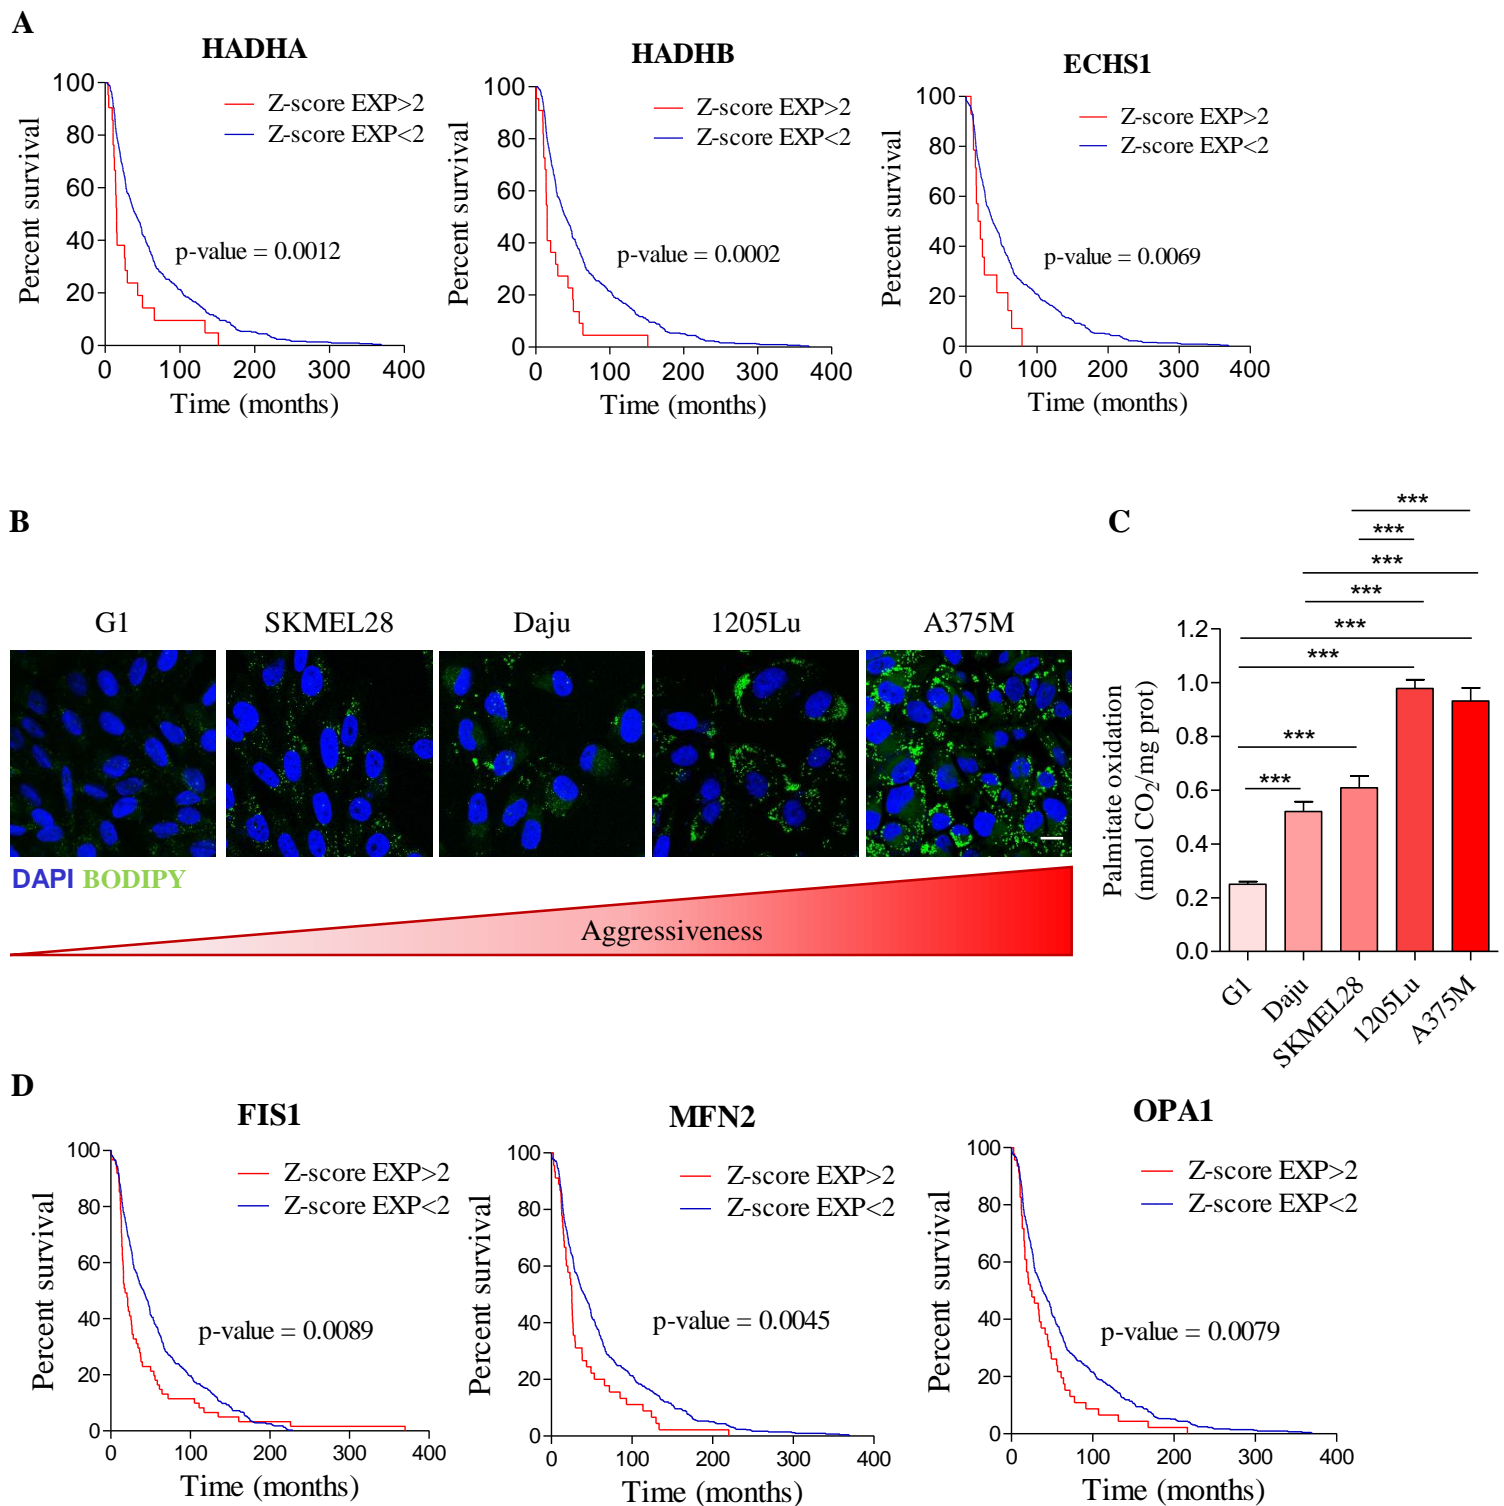 A
HADHA
Z-score EXP>2
Z-score EXP<2
p-value = 0.0012
Percent survival
100
80
60
40
20
0
0 100 200 300 400
Time (months)
HADHB
Z-score EXP>2
Z-score EXP<2
p-value = 0.0002
Percent survival
100
80
60
40
20
0
0 100 200 300 400
Time (months)
ECHS1
Z-score EXP>2
Z-score EXP<2
p-value = 0.0069
Percent survival
100
80
60
40
20
0
0 100 200 300 400
Time (months)
B
G1 SKMEL28 Daju 1205Lu A375M
DAPI BODIPY
Aggressiveness
C
***
***
***
***
***
***
***
***
Palmitate oxidation
(nmol CO₂/mg prot)
1.2
1.0
0.8
0.6
0.4
0.2
0.0
G1 Daju SKMEL28 1205Lu A375M
D
FIS1
Z-score EXP>2
Z-score EXP<2
p-value = 0.0089
Percent survival
100
80
60
40
20
0
0 100 200 300 400
Time (months)
MFN2
Z-score EXP>2
Z-score EXP<2
p-value = 0.0045
Percent survival
100
80
60
40
20
0
0 100 200 300 400
Time (months)
OPA1
Z-score EXP>2
Z-score EXP<2
p-value = 0.0079
Percent survival
100
80
60
40
20
0
0 100 200 300 400
Time (months)